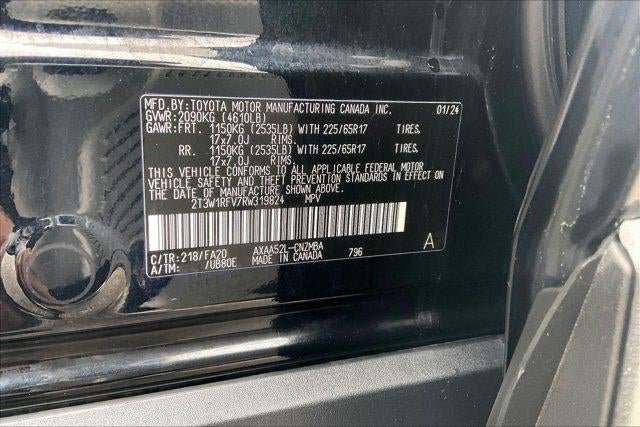 MFD.BY:TOYOTA MOTOR MANUFACTURING CANADA INC. 01/24
GVWR:2090KG (4610LB)
GAWR:FRT. 1150KG (2535LB) WITH 225/65R17 TIRES.
17x7.0J RIMS.
RR. 1150KG (2535LB) WITH 225/65R17 TIRES.
17x7.0J RIMS.
THIS VEHICLE CONFORMS TO ALL APPLICABLE FEDERAL MOTOR
VEHICLE SAFETY AND THEFT PREVENTION STANDARDS IN EFFECT ON
THE DATE OF MANUFACTURE SHOWN ABOVE.
2T3W1RFV7RW319824 MPV
C/TR:218/FA20 AXAA52L-CNZMBA A
A/TM: /UB80E MADE IN CANADA 796